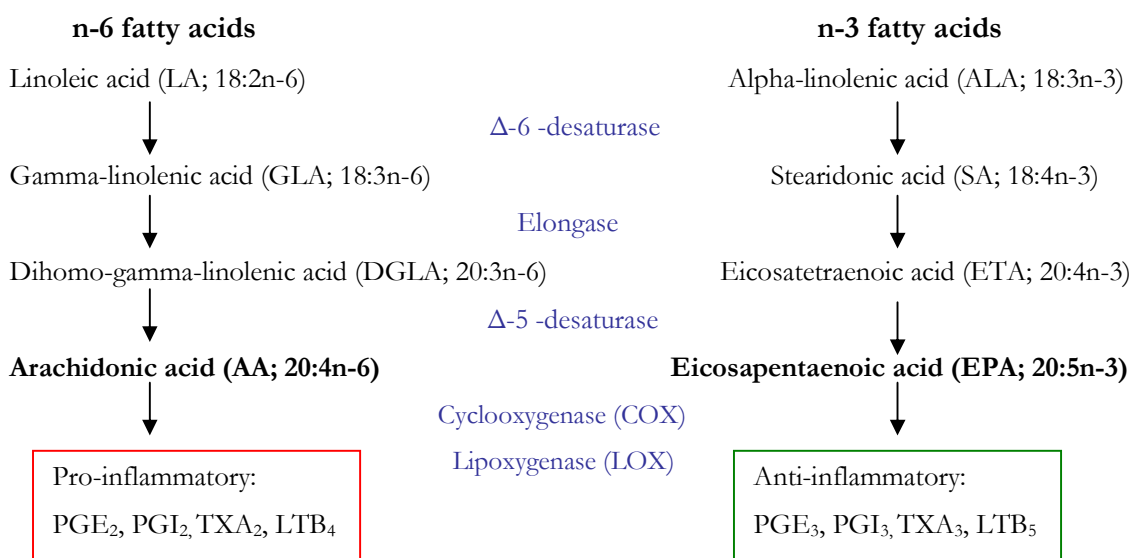 n-6 fatty acids
n-3 fatty acids
Linoleic acid (LA; 18:2n-6)
Alpha-linolenic acid (ALA; 18:3n-3)
Δ-6 -desaturase
Gamma-linolenic acid (GLA; 18:3n-6)
Stearidonic acid (SA; 18:4n-3)
Elongase
Dihomo-gamma-linolenic acid (DGLA; 20:3n-6)
Eicosatetraenoic acid (ETA; 20:4n-3)
Δ-5 -desaturase
Arachidonic acid (AA; 20:4n-6)
Eicosapentaenoic acid (EPA; 20:5n-3)
Cyclooxygenase (COX)
Lipoxygenase (LOX)
Pro-inflammatory:
PGE₂, PGI₂, TXA₂, LTB₄
Anti-inflammatory:
PGE₃, PGI₃, TXA₃, LTB₅